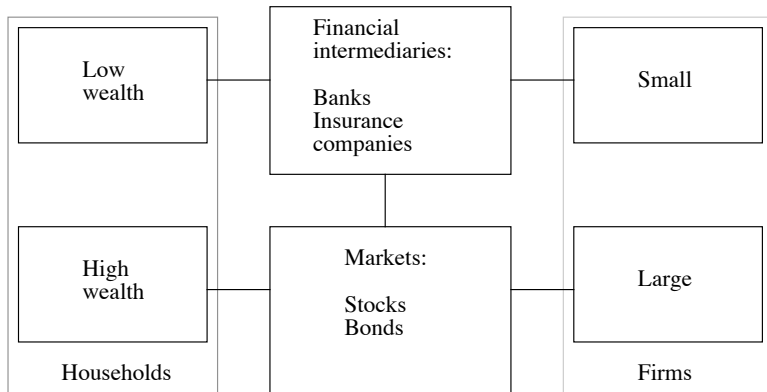 Financial
intermediaries:
Banks
Insurance
companies
Low
wealth
Small
High
wealth
Markets:
Stocks
Bonds
Large
Households
Firms